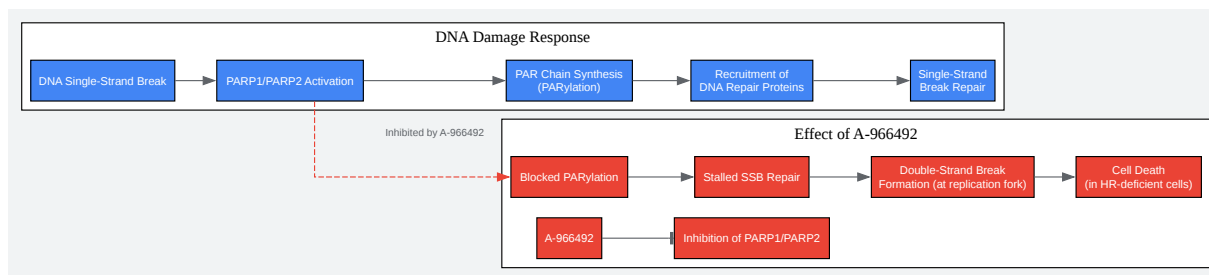 DNA Damage Response
DNA Single-Strand Break
PARP1/PARP2 Activation
PAR Chain Synthesis
(PARylation)
Recruitment of
DNA Repair Proteins
Single-Strand
Break Repair
Inhibited by A-966492
Effect of A-966492
Blocked PARylation
Stalled SSB Repair
Double-Strand Break
Formation (at replication fork)
Cell Death
(in HR-deficient cells)
A-966492
Inhibition of PARP1/PARP2